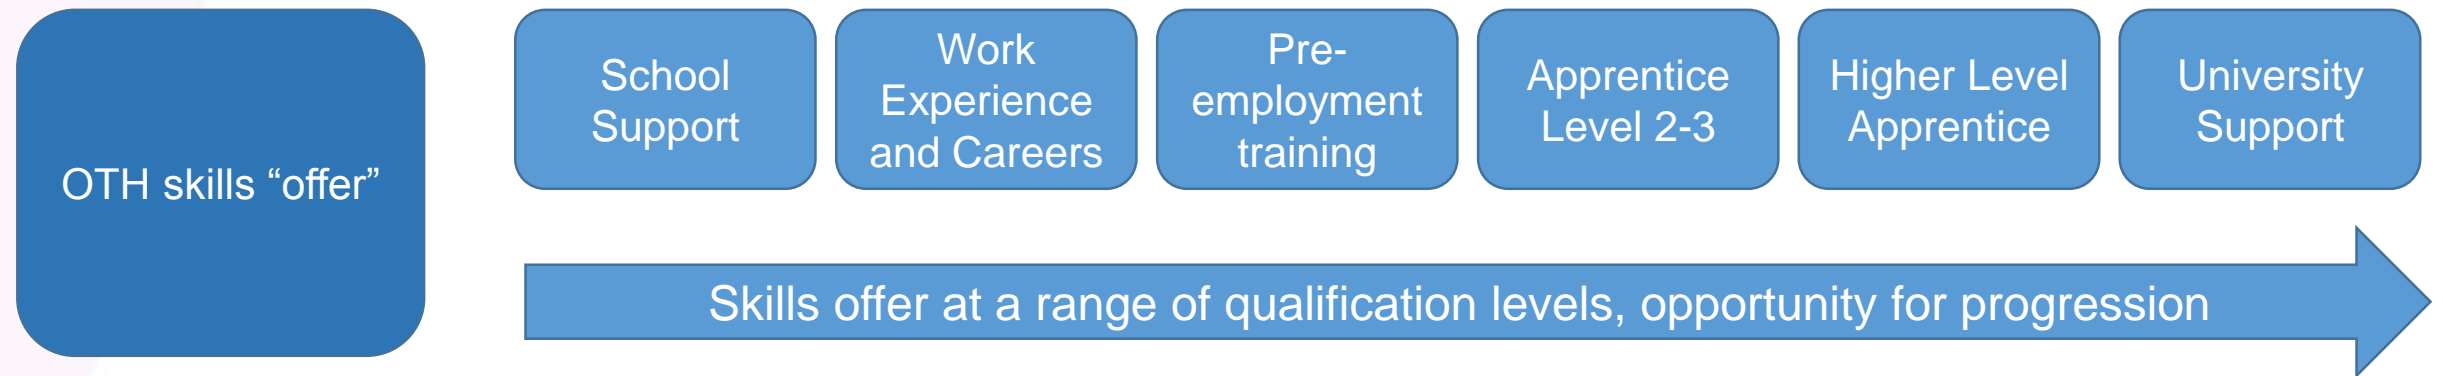 OTH skills “offer”
School
Support
Work
Experience
and Careers
Pre-
employment
training
Apprentice
Level 2-3
Higher Level
Apprentice
University
Support
Skills offer at a range of qualification levels, opportunity for progression